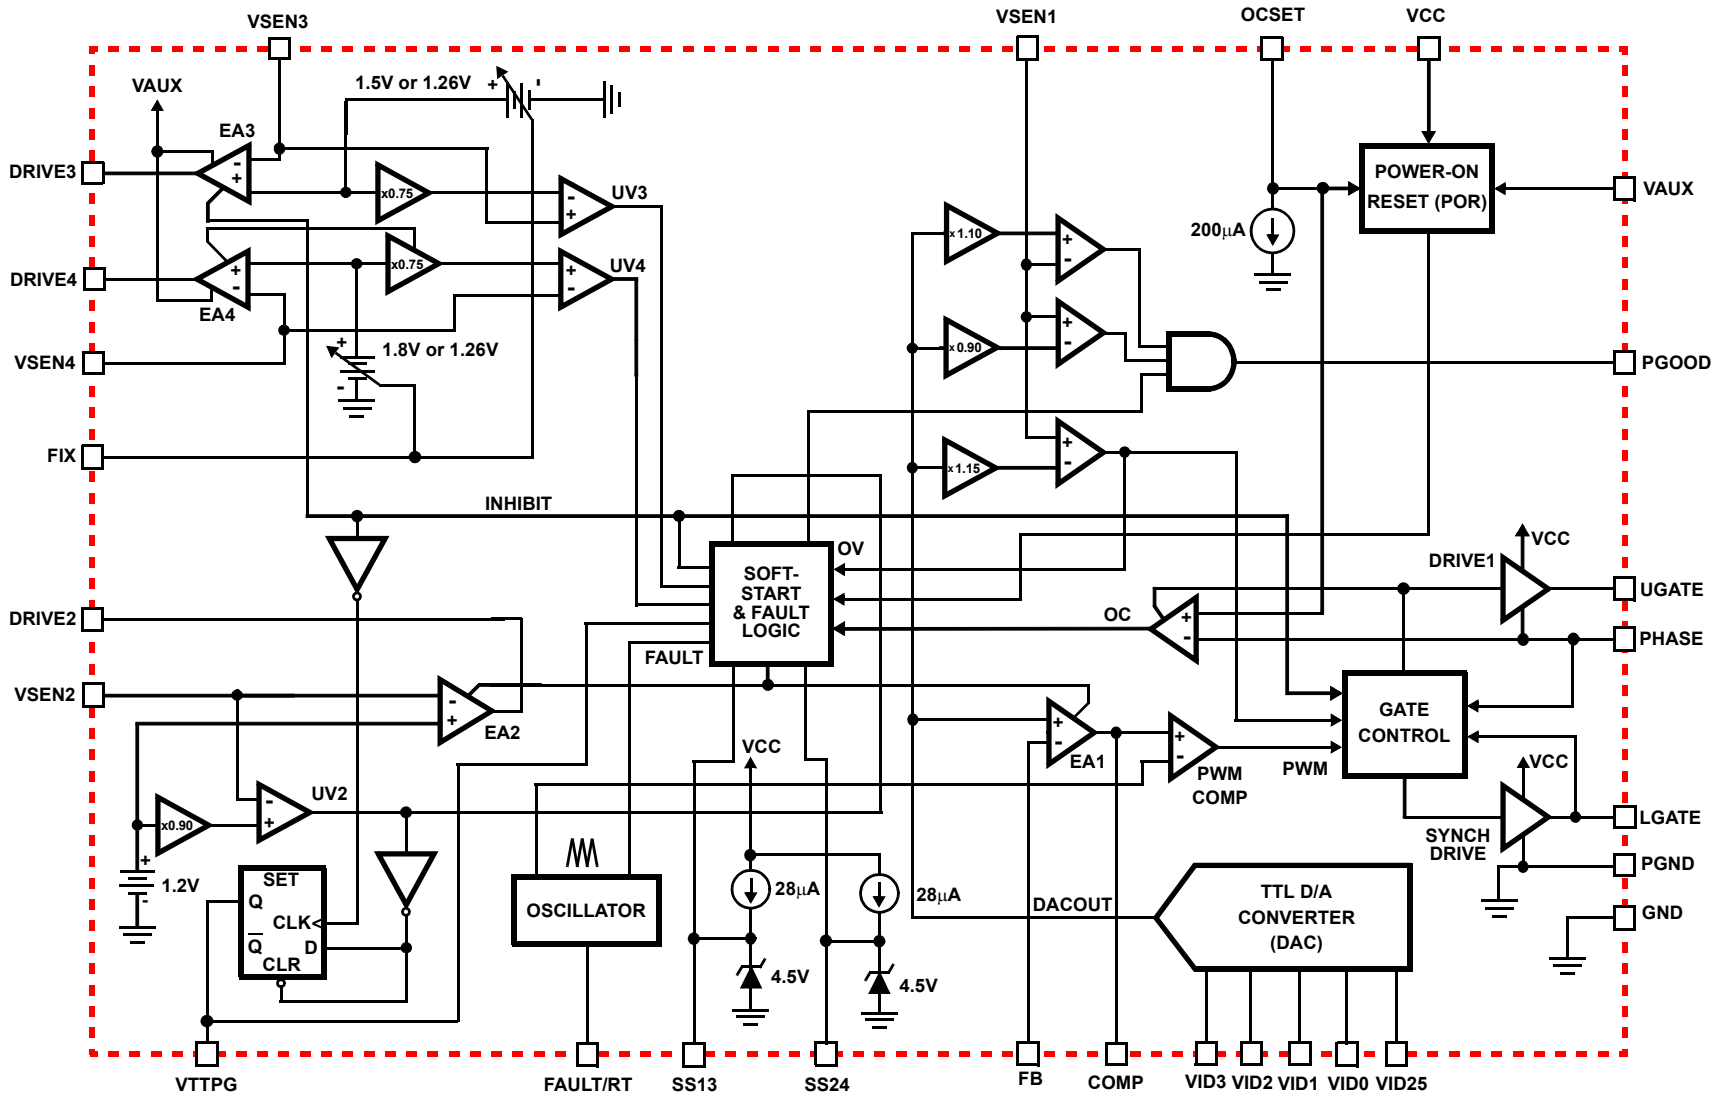 VSEN3
VSEN1
OCSET
VCC
1.5V or 1.26V
+
-
VAUX
EA3
DRIVE3
-
+
x0.75
-
+
UV3
POWER-ON
RESET (POR)
VAUX
x 1.10
+
-
200µA
DRIVE4
+
-
EA4
x0.75
+
-
UV4
x 0.90
+
-
PGOOD
VSEN4
+
-
1.8V or 1.26V
FIX
x 1.15
+
-
INHIBIT
OV
SOFT-
START
& FAULT
LOGIC
VCC
DRIVE1
UGATE
OC
+
-
DRIVE2
FAULT
PHASE
VSEN2
-
+
EA2
+
-
EA1
+
-
PWM
COMP
PWM
GATE
CONTROL
VCC
VCC
UV2
-
+
x0.90
SYNCH
DRIVE
LGATE
+
-
1.2V
SET
Q
CLK
Q
D
CLR
OSCILLATOR
28µA
28µA
DACOUT
TTL D/A
CONVERTER
(DAC)
PGND
GND
4.5V
4.5V
VTTPG
FAULT/RT
SS13
SS24
FB
COMP
VID3
VID2
VID1
VID0
VID25